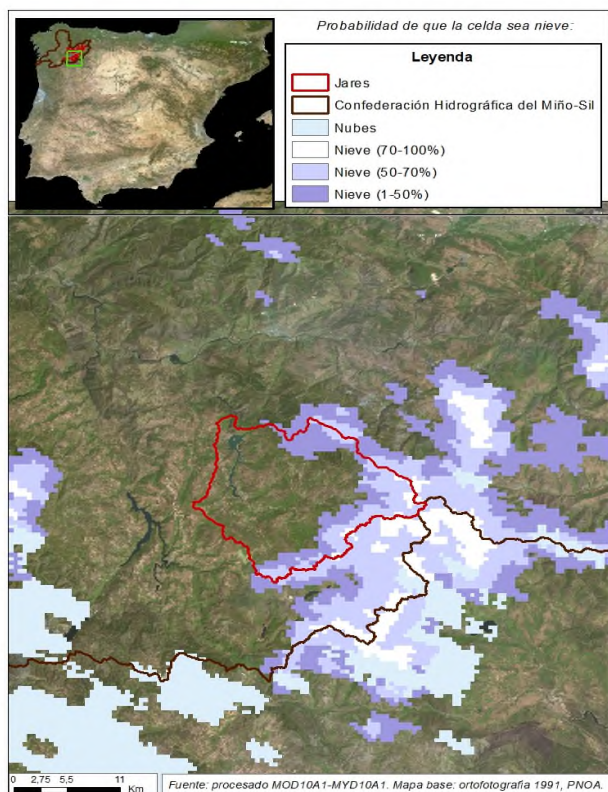 Probabilidad de que la celda sea nieve:
Leyenda
Jares
Confederación Hidrográfica del Miño-Sil
Nubes
Nieve (70-100%)
Nieve (50-70%)
Nieve (1-50%)
0 2,75 5,5 11
Km
Fuente: procesado MOD10A1-MYD10A1. Mapa base: ortofotografía 1991, PNOA.